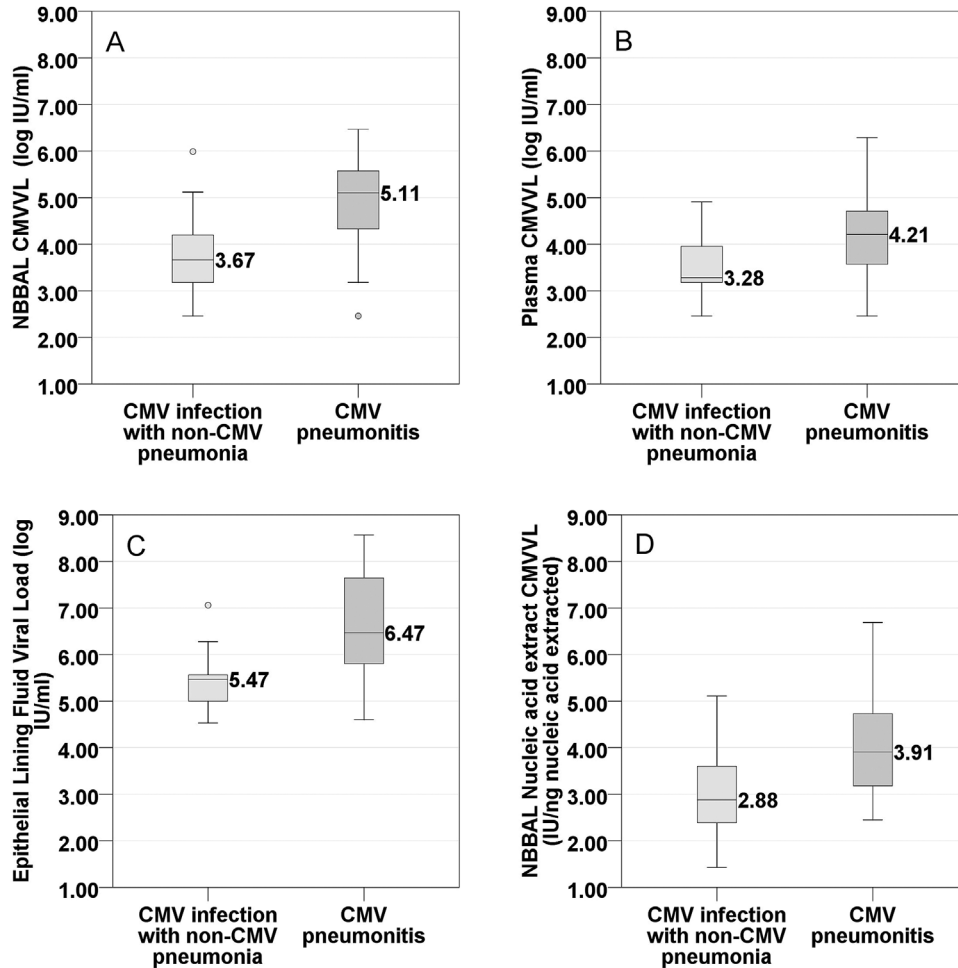 A
NBBAL CMVVL (log IU/ml)
9.00
8.00
7.00
6.00
5.00
4.00
3.00
2.00
1.00
3.67
5.11
CMV infection
with non-CMV
pneumonia
CMV
pneumonitis
B
Plasma CMVVL (log IU/ml)
9.00
8.00
7.00
6.00
5.00
4.00
3.00
2.00
1.00
3.28
4.21
CMV infection
with non-CMV
pneumonia
CMV
pneumonitis
C
Epithelial Lining Fluid Viral Load (log
IU/ml)
9.00
8.00
7.00
6.00
5.00
4.00
3.00
2.00
1.00
5.47
6.47
CMV infection
with non-CMV
pneumonia
CMV
pneumonitis
D
NBBAL Nucleic acid extract CMVVL
(IU/ng nucleic acid extracted)
9.00
8.00
7.00
6.00
5.00
4.00
3.00
2.00
1.00
2.88
3.91
CMV infection
with non-CMV
pneumonia
CMV
pneumonitis